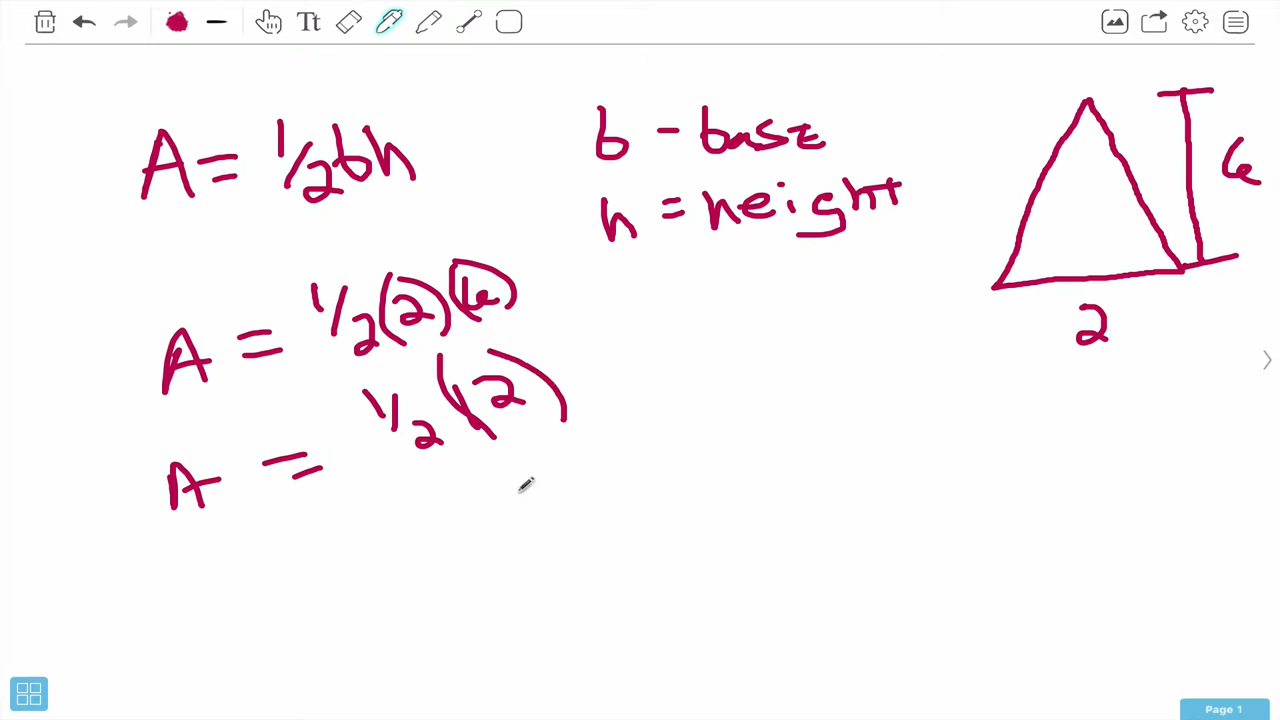 Tt
A = 1/2bh
b - base
h = height
6
2
A = 1/2(2)(6)
A = 1/2(12)
Page 1